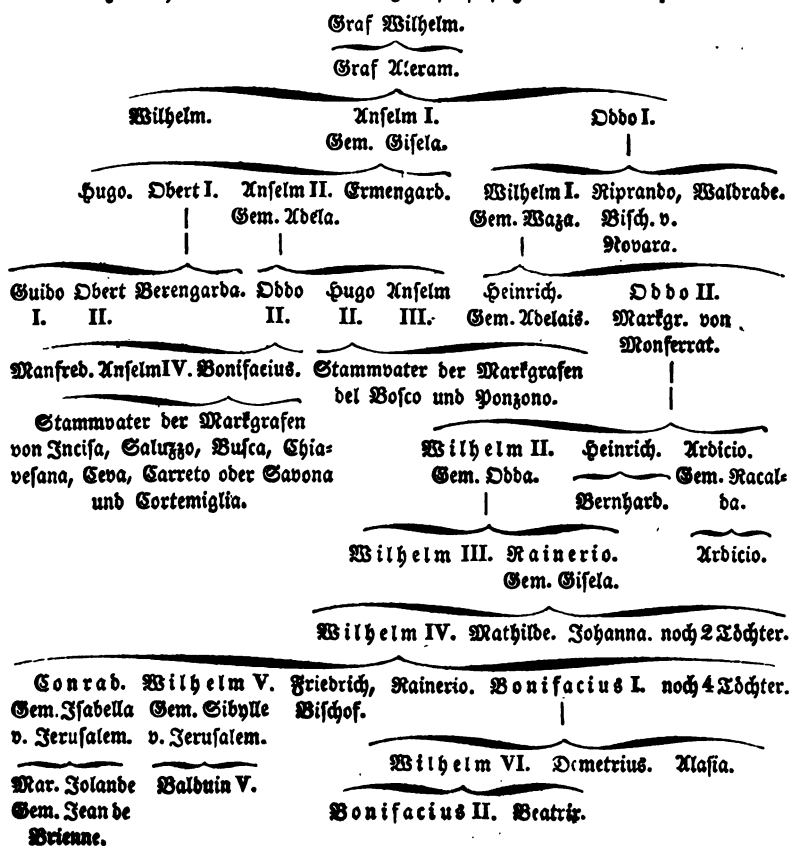 Graf Wilhelm.
Graf Aleram.
Wilhelm. Anselm I. Oddo I.
Gem. Gisela.
Hugo. Obert I. Anselm II. Ermengard. Wilhelm I. Riprando, Waldrade.
Gem. Adela. Gem. Waza. Bisch. v.
Novara.
Guido Obert Berengarda. Oddo Hugo Anselm Heinrich. Oddo II.
I. II. II. II. III. Gem. Adelais. Markgr. von
Monferrat.
Manfred. Anselm IV. Bonifacius. Stammvater der Markgrafen
del Bosco und Ponzono.
Stammvater der Markgrafen
von Incisa, Saluzzo, Busca, Chia-
vesana, Ceva, Carreto oder Savona
und Cortemiglia.
Wilhelm II. Heinrich. Ardicio.
Gem. Odda. Gem. Racal-
Bernhard. da.
Wilhelm III. Rainerio. Ardicio.
Gem. Gisela.
Wilhelm IV. Mathilde. Johanna. noch 2 Töchter.
Conrad. Wilhelm V. Friedrich, Rainerio. Bonifacius I. noch 4 Töchter.
Gem. Isabella Gem. Sibylle Bischof.
v. Jerusalem. v. Jerusalem.
Wilhelm VI. Demetrius. Alasia.
Mar. Jolande Balduin V.
Gem. Jean de Bonifacius II. Beatrix.
Brienne.